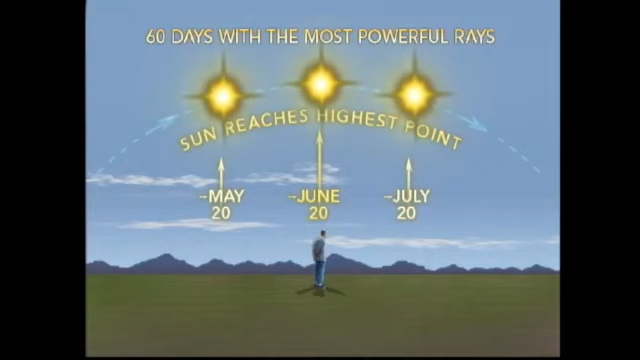 60 DAYS WITH THE MOST POWERFUL RAYS
SUN REACHES HIGHEST POINT
~MAY
20
~JUNE
20
~JULY
20